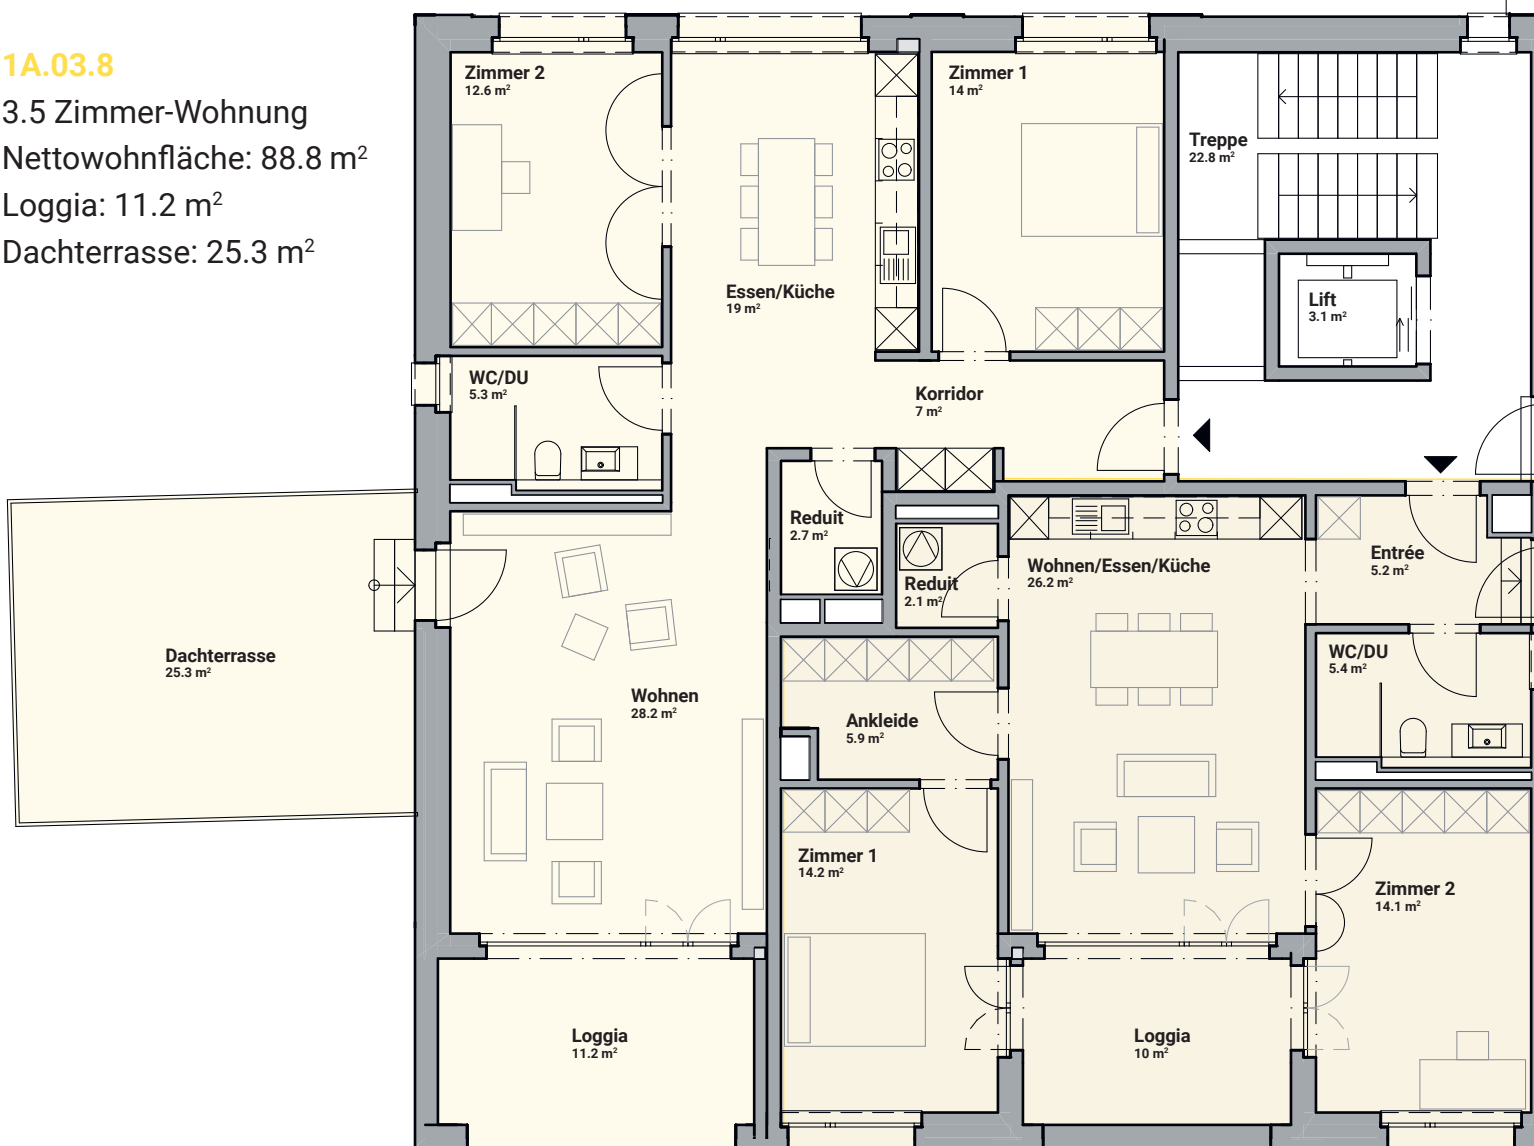 1A.03.8
3.5 Zimmer-Wohnung
Nettowohnfläche: 88.8 m²
Loggia: 11.2 m²
Dachterrasse: 25.3 m²
Zimmer 2
12.6 m²
Zimmer 1
14 m²
Treppe
22.8 m²
Essen/Küche
19 m²
Lift
3.1 m²
WC/DU
5.3 m²
Korridor
7 m²
Reduit
2.7 m²
Reduit
2.1 m²
Wohnen/Essen/Küche
26.2 m²
Entrée
5.2 m²
Dachterrasse
25.3 m²
WC/DU
5.4 m²
Wohnen
28.2 m²
Ankleide
5.9 m²
Zimmer 1
14.2 m²
Zimmer 2
14.1 m²
Loggia
11.2 m²
Loggia
10 m²